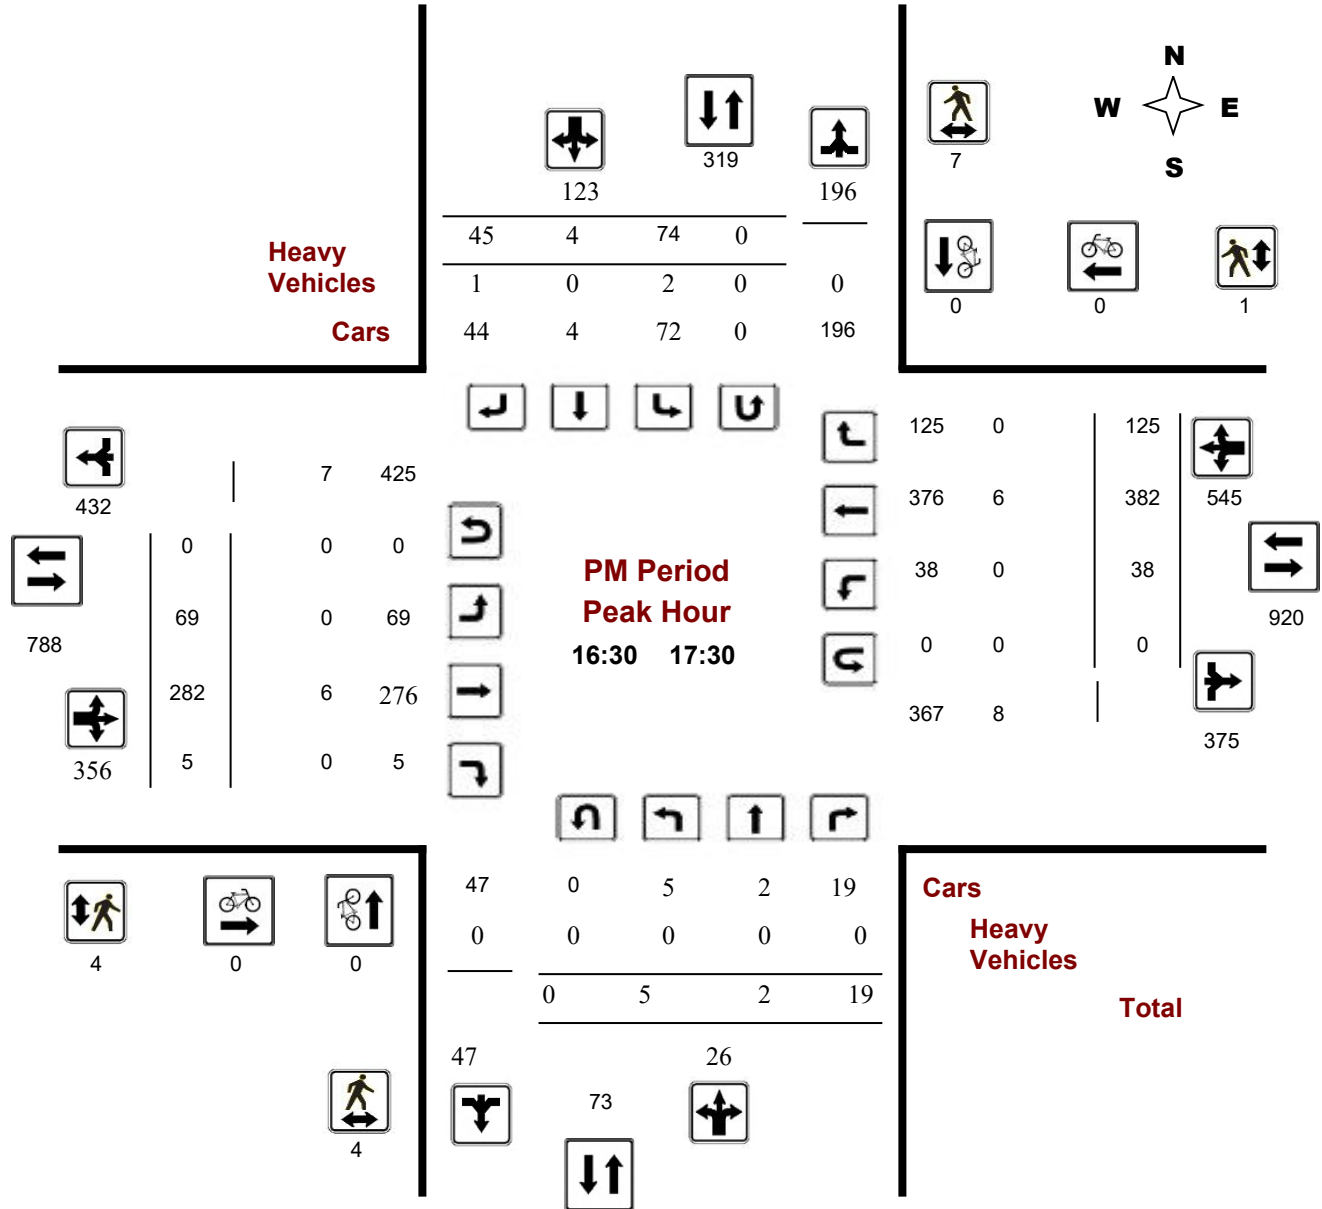 N
W E
S
319
7
123 196
45 4 74 0
Heavy
Vehicles
1 0 2 0 0
0 0 1
Cars 44 4 72 0 196
125 0 125
7 425
432
376 6 382 545
0 0 0
PM Period
38 0 38
69 0 69
Peak Hour
920
788
16:30 17:30
0 0 0
282 6 276
367 8
375
356 5 0 5
47 0 5 2 19
Cars
0 0 0 0 0
Heavy
Vehicles
4 0 0
0 5 2 19
Total
47 26
73
4